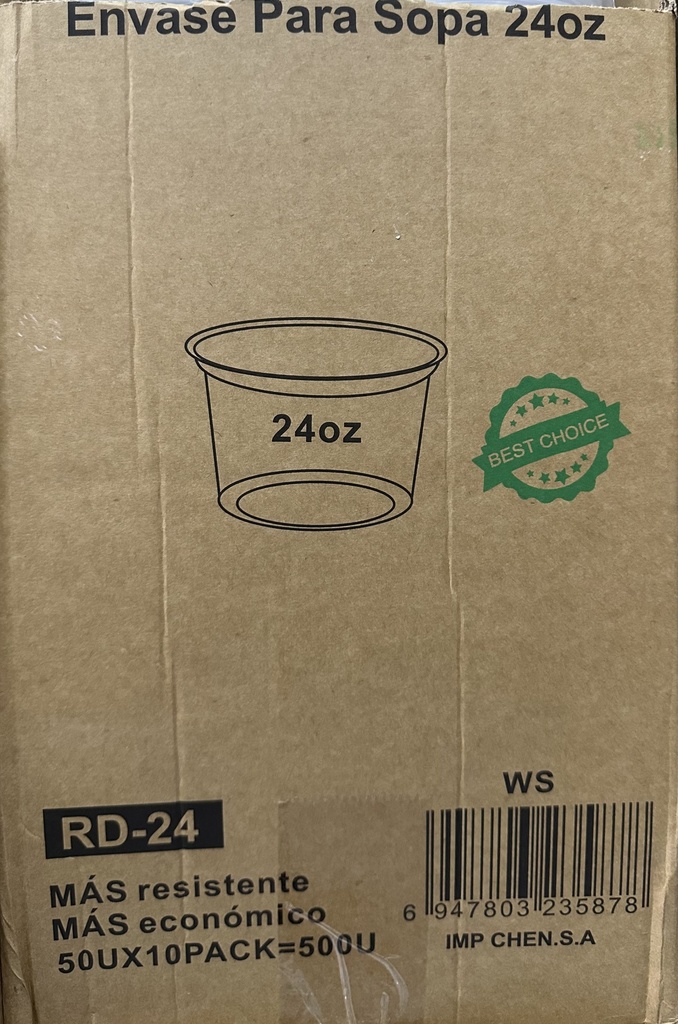 Envase Para Sopa 24oz
24oz
BEST CHOICE
WS
RD-24
MÁS resistente
MÁS económico
50UX10PACK=500U
6 947803 235878
IMP CHEN.S.A